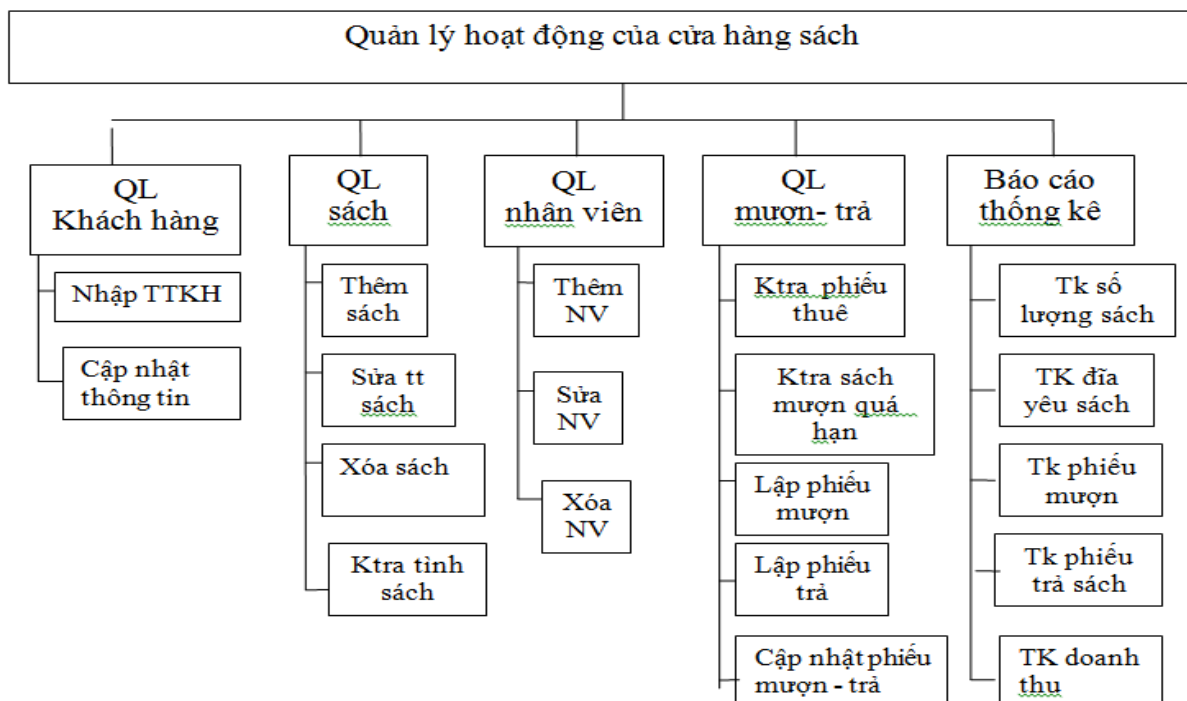 Quản lý hoạt động của cửa hàng sách
QL
Khách hàng
Nhập TTKH
Cập nhật
thông tin
QL
sách
Thêm
sách
Sửa tt
sách
Xóa sách
Ktra tình
sách
QL
nhân viên
Thêm
NV
Sửa
NV
Xóa
NV
QL
mượn- trả
Ktra phiếu
thuê
Ktra sách
mượn quá
hạn
Lập phiếu
mượn
Lập phiếu
trả
Cập nhật phiếu
mượn - trả
Báo cáo
thống kê
Tk số
lượng sách
TK đĩa
yêu sách
Tk phiếu
mượn
Tk phiếu
trả sách
TK doanh
thu